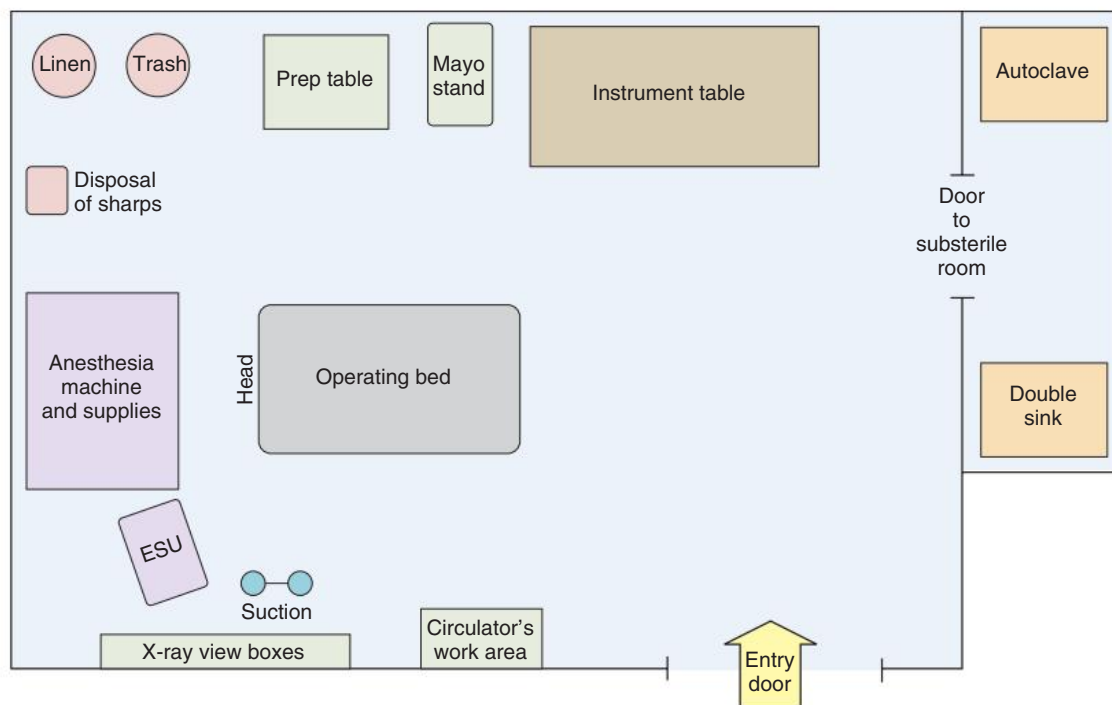 Linen
Trash
Prep table
Mayo
stand
Instrument table
Autoclave
Disposal
of sharps
Door
to
substerile
room
Anesthesia
machine
and supplies
Head
Operating bed
Double
sink
ESU
Suction
X-ray view boxes
Circulator's
work area
Entry
door